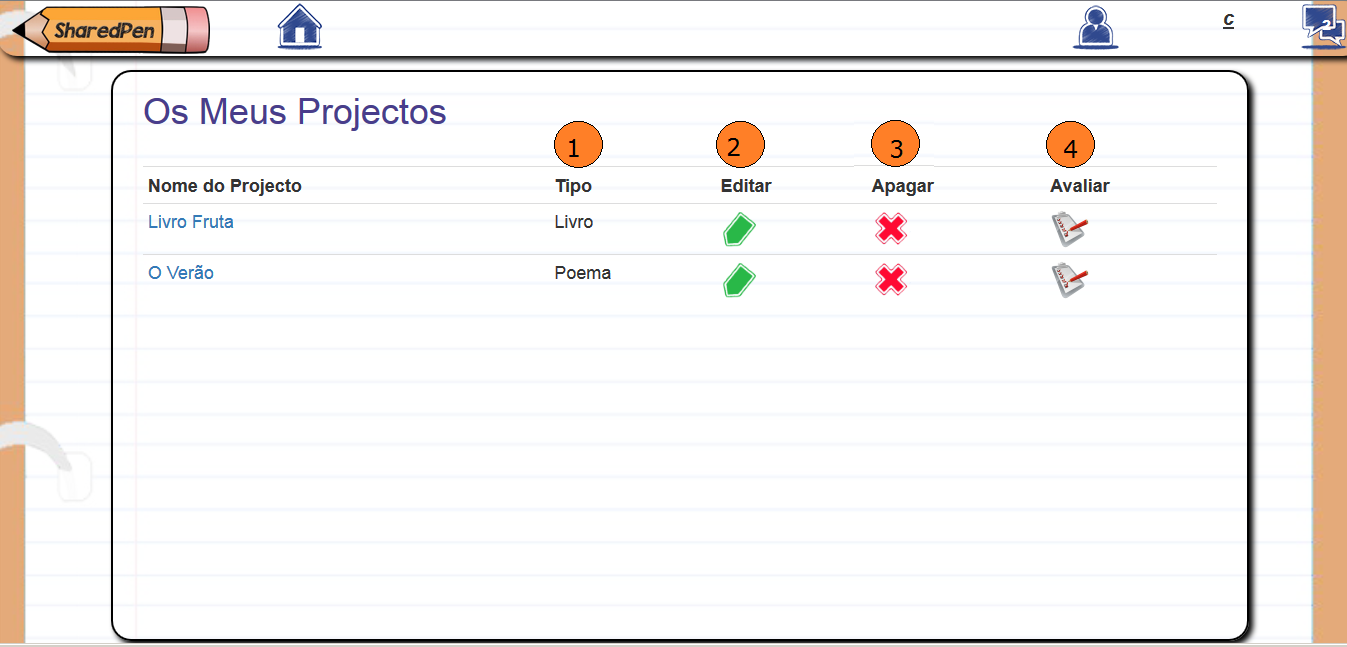 SharedPen
C
2
Os Meus Projectos
1 2 3 4
Nome do Projecto Tipo Editar Apagar Avaliar
Livro Fruta Livro
O Verão Poema